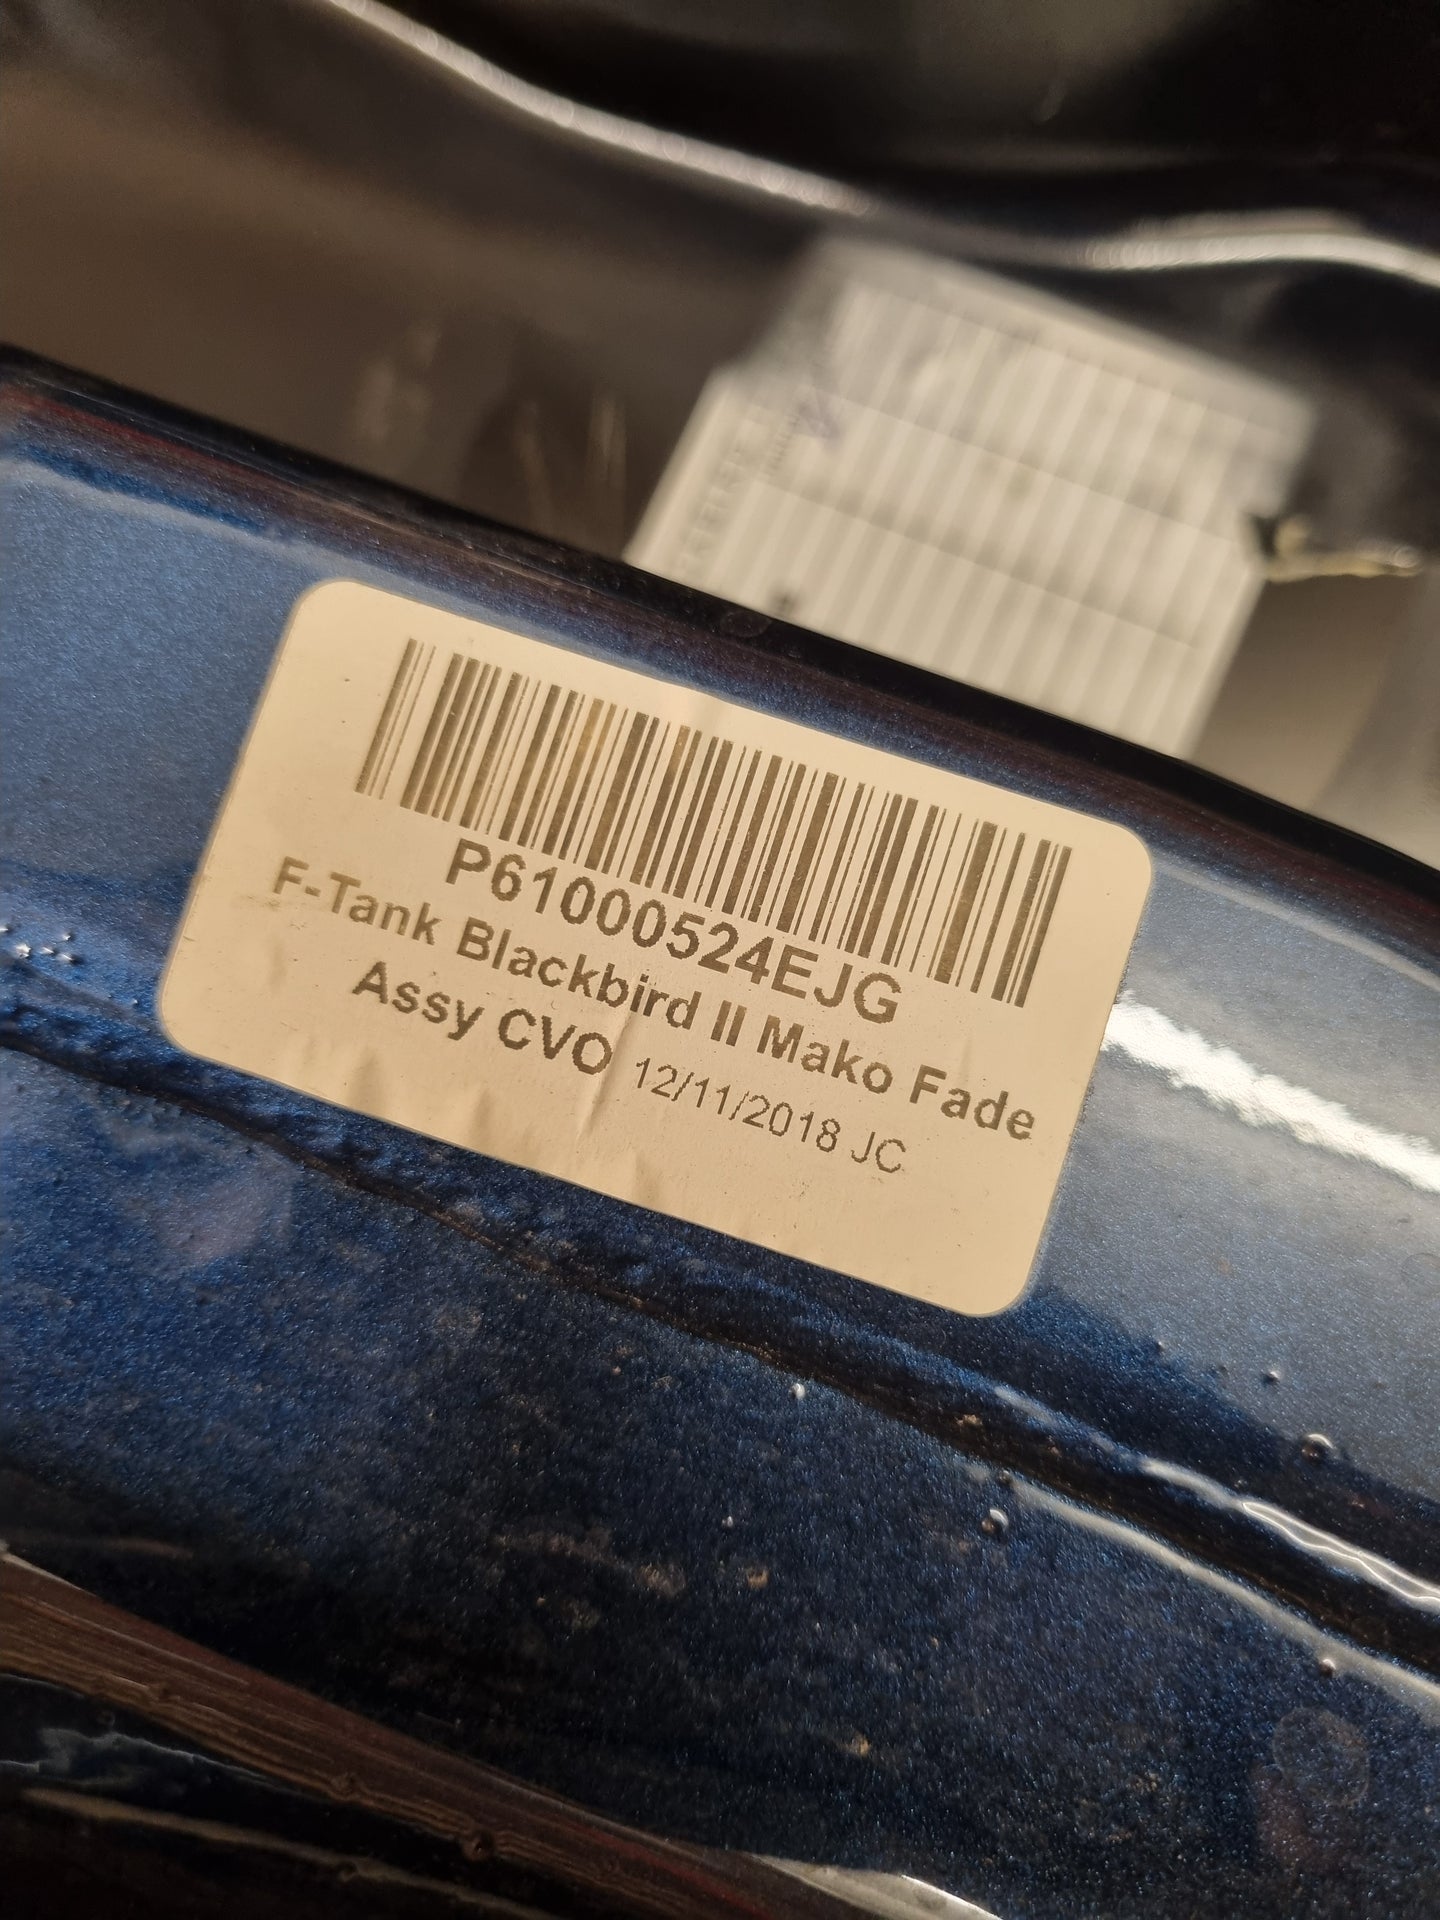 P61000524EJG
F-Tank Blackbird II Mako Fade
Assy CVO 12/11/2018 JC